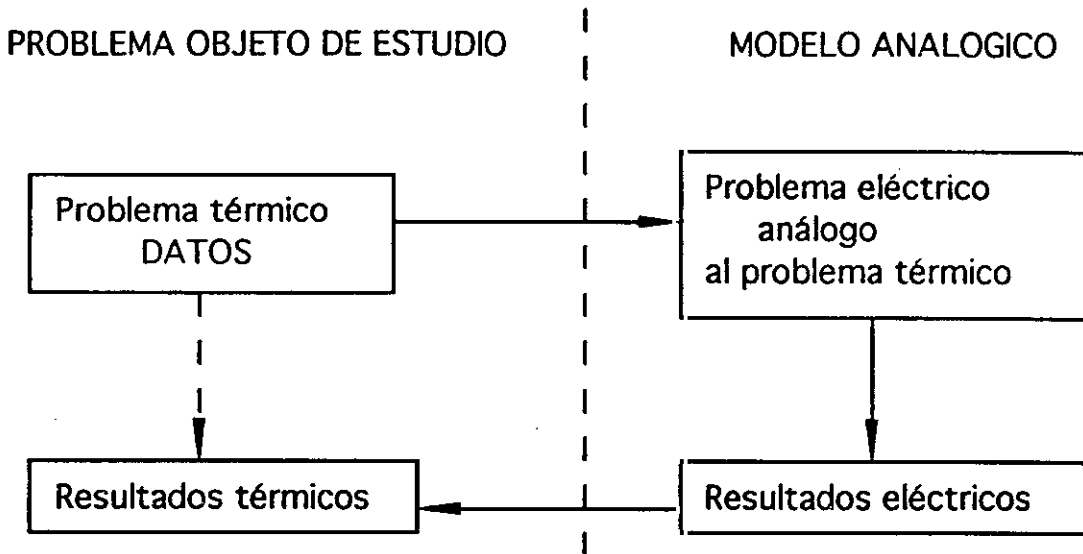 PROBLEMA OBJETO DE ESTUDIO
MODELO ANALOGICO
Problema térmico
DATOS
Problema eléctrico
análogo
al problema térmico
Resultados térmicos
Resultados eléctricos